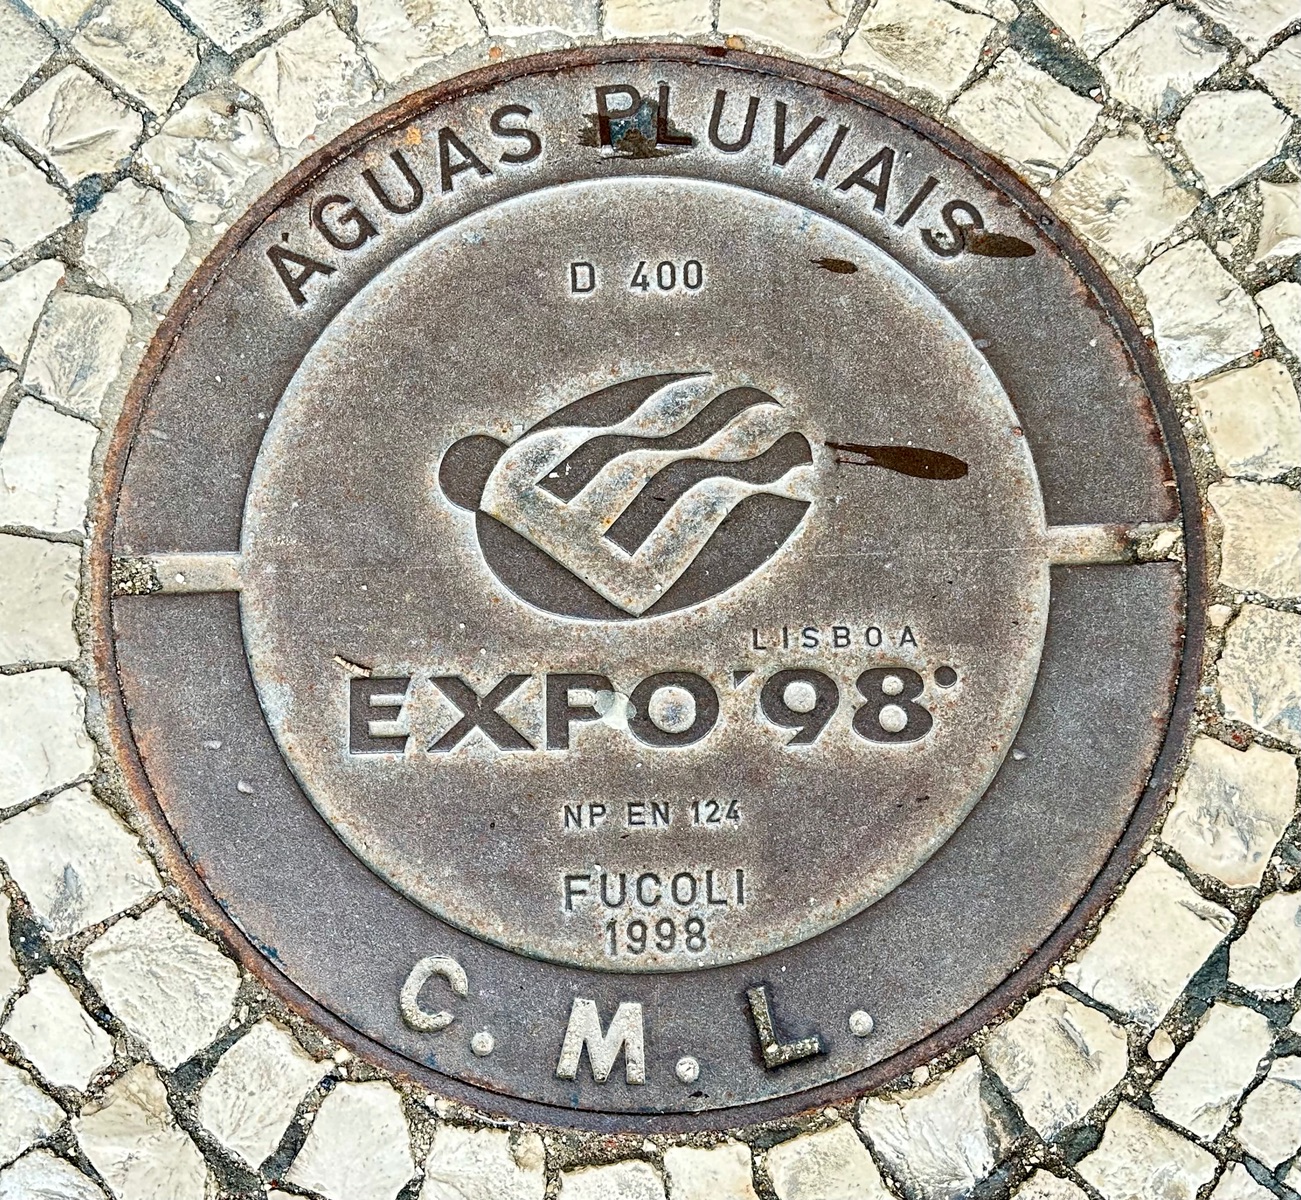 ÁGUAS PLUVIAIS
D 400
LISBOA
EXPO'98
NP EN 124
FUCOLI
1998
C. M. L.